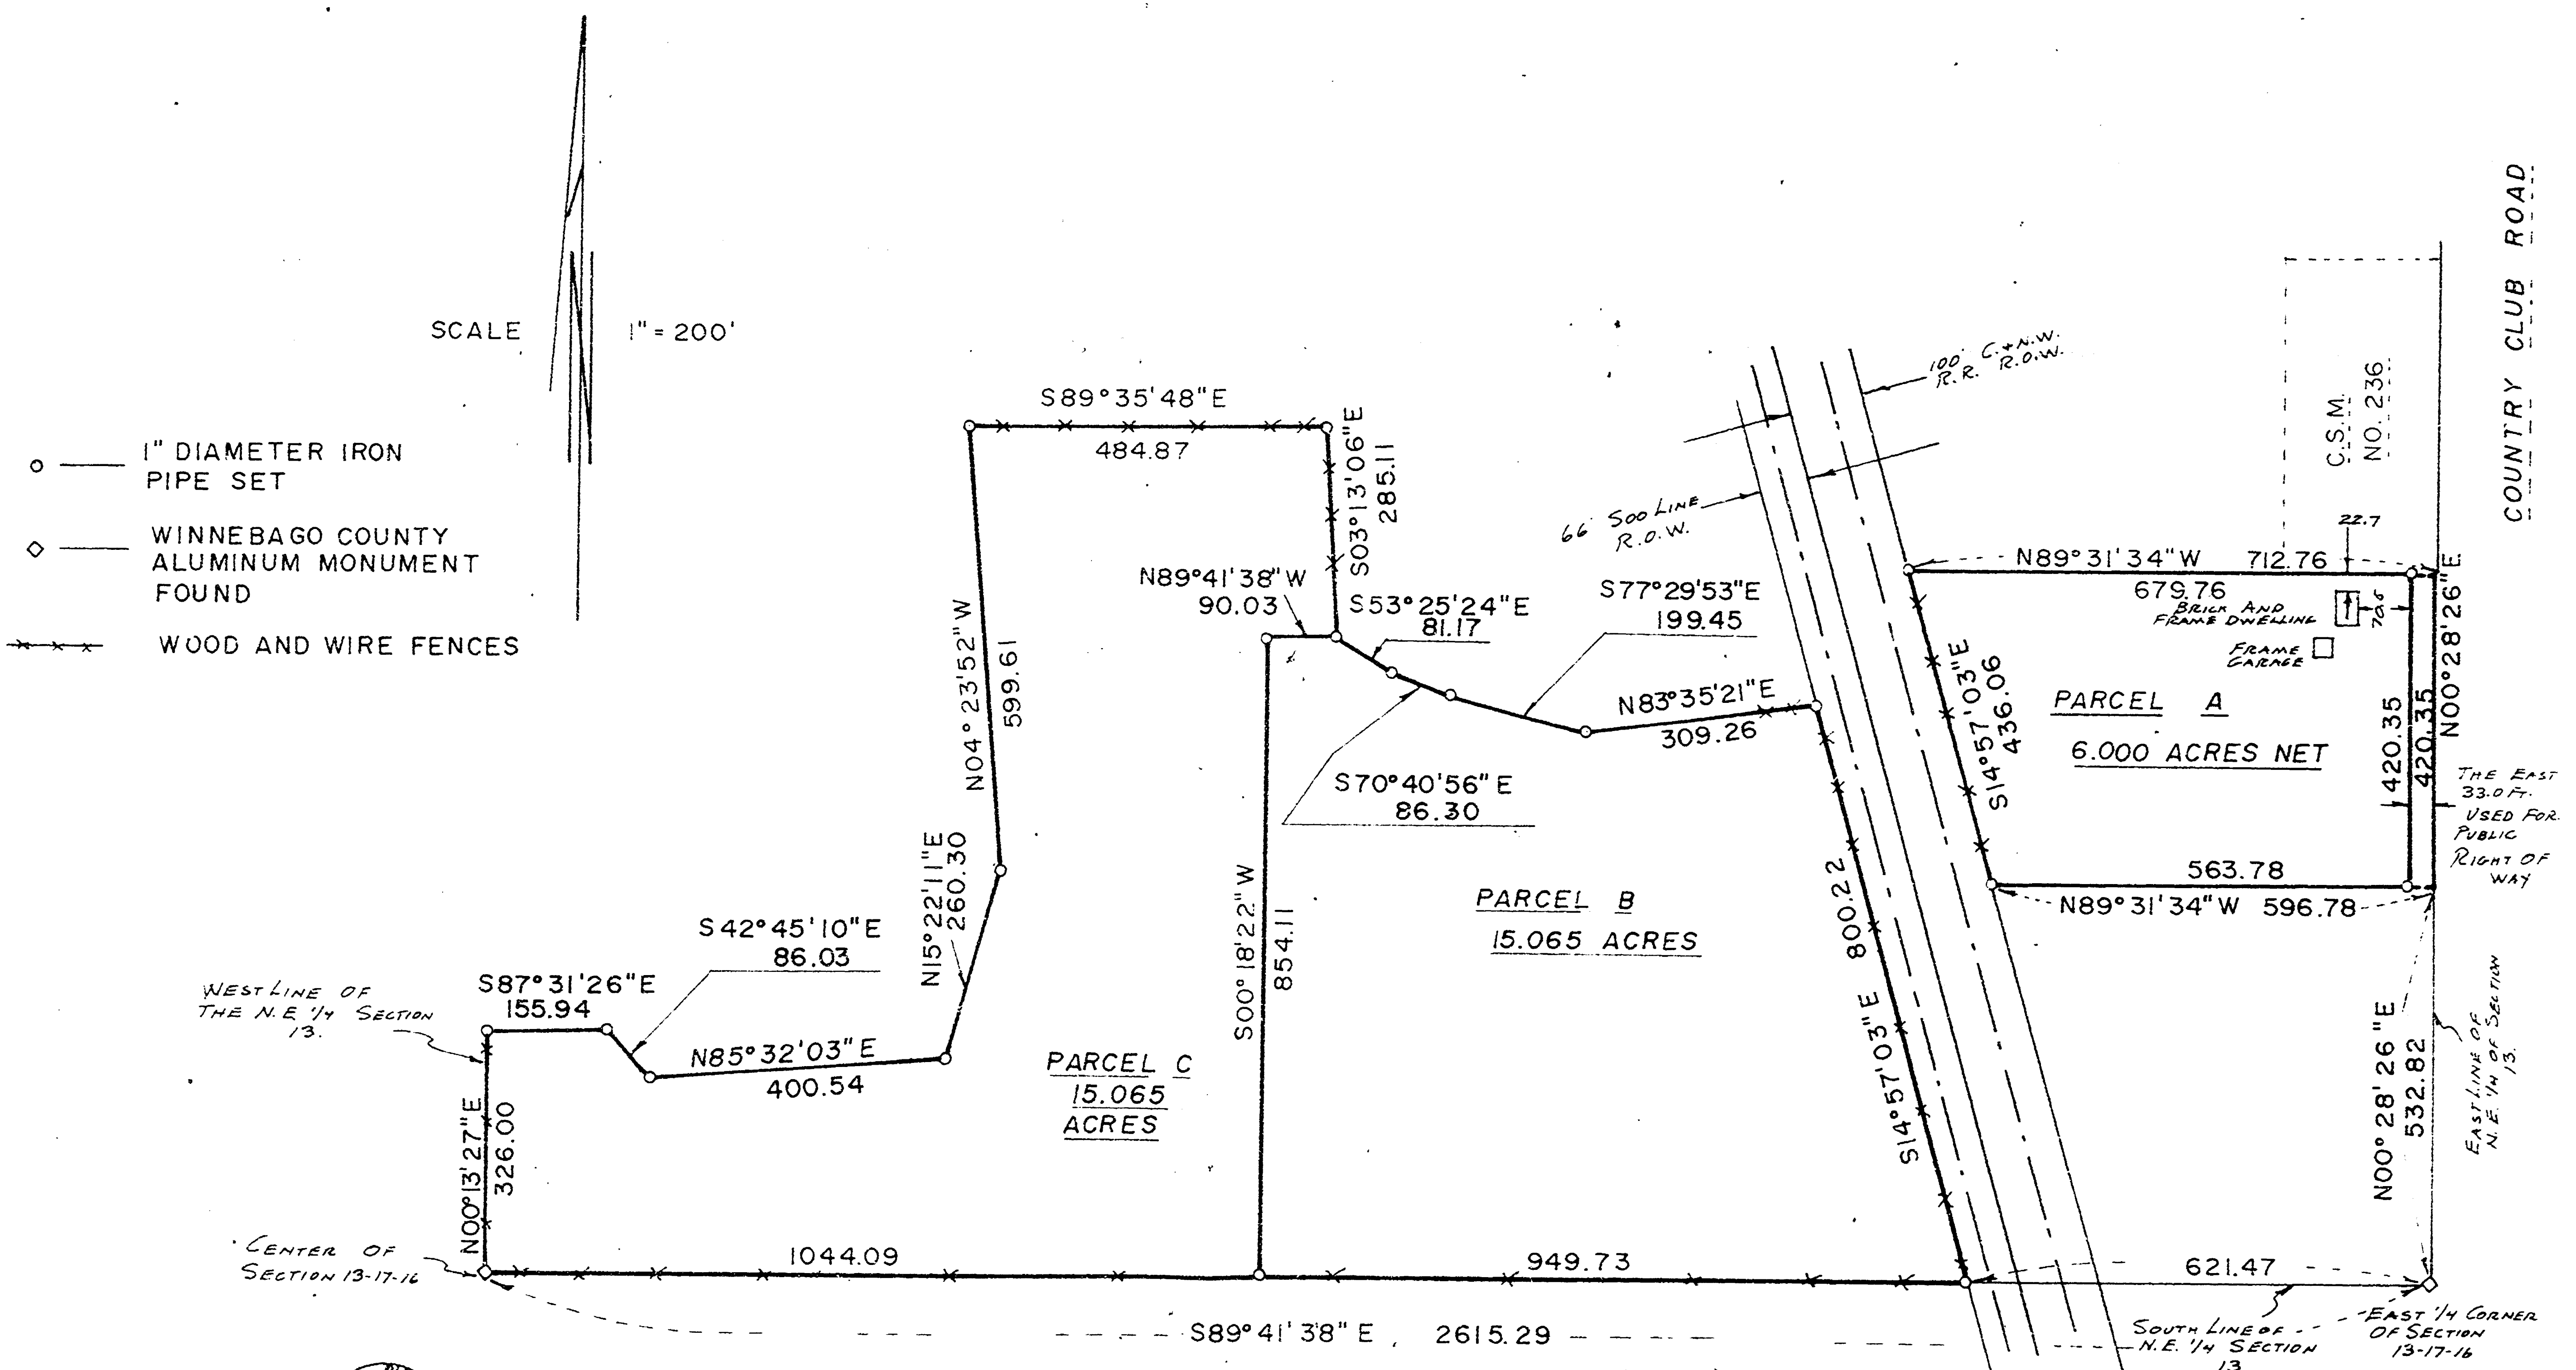 SCALE 1" = 200'
1" DIAMETER IRON
PIPE SET
WINNEBAGO COUNTY
ALUMINUM MONUMENT
FOUND
WOOD AND WIRE FENCES
S89°35'48"E
484.87
S03°13'06"E
285.11
N89°41'38"W
90.03
S53°25'24"E
81.17
S77°29'53"E
199.45
N83°35'21"E
309.26
S70°40'56"E
86.30
N04°23'52"W
599.61
N15°22'11"E
260.30
S42°45'10"E
86.03
S87°31'26"E
155.94
N85°32'03"E
400.54
WEST LINE OF
THE N.E 1/4 SECTION
13.
N00°13'27"E
326.00
CENTER OF
SECTION 13-17-16
PARCEL C
15.065
ACRES
S00°18'22"W
854.11
PARCEL B
15.065 ACRES
S14°57'03"E 800.22
100' C.+N.W.
R.R. R.O.W.
66' SOO LINE
R.O.W.
COUNTRY CLUB ROAD
C.S.M.
NO. 236
22.7
N89°31'34"W 712.76
679.76
BRICK AND
FRAME DWELLING
70.5
FRAME
GARAGE
S14°57'03"E
436.06
PARCEL A
6.000 ACRES NET
420.35
420.35
N00°28'26"E
THE EAST
33.0 FT.
USED FOR
PUBLIC
RIGHT OF
WAY
563.78
N89°31'34"W 596.78
N00°28'26"E
532.82
EAST LINE OF
N.E. 1/4 OF SECTION
13.
1044.09
949.73
621.47
S89°41'38"E , 2615.29
SOUTH LINE OF
N.E. 1/4 SECTION
13
EAST 1/4 CORNER
OF SECTION
13-17-16